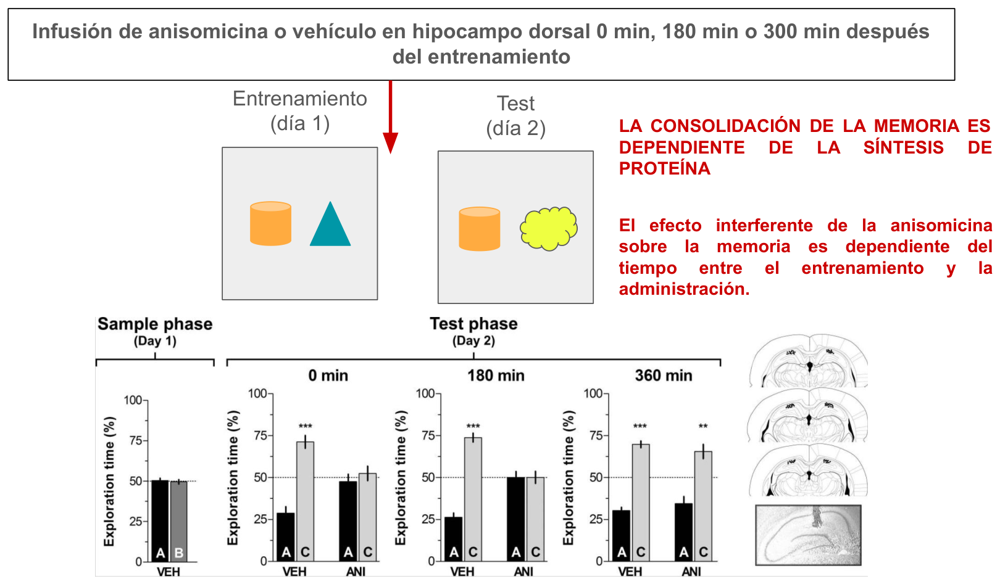 Infusión de anisomicina o vehículo en hipocampo dorsal 0 min, 180 min o 300 min después
del entrenamiento
Entrenamiento
(día 1)
Test
(día 2)
LA CONSOLIDACIÓN DE LA MEMORIA ES
DEPENDIENTE DE LA SÍNTESIS DE
PROTEÍNA
El efecto interferente de la anisomicina
sobre la memoria es dependiente del
tiempo entre el entrenamiento y la
administración.
Sample phase
(Day 1)
Test phase
(Day 2)
0 min
180 min
360 min
Exploration time (%)
100
75
50
25
0
A B
VEH
Exploration time (%)
100
75
50
25
0
***
A C A C
VEH ANI
Exploration time (%)
100
75
50
25
0
***
A C A C
VEH ANI
Exploration time (%)
100
75
50
25
0
*** **
A C A C
VEH ANI